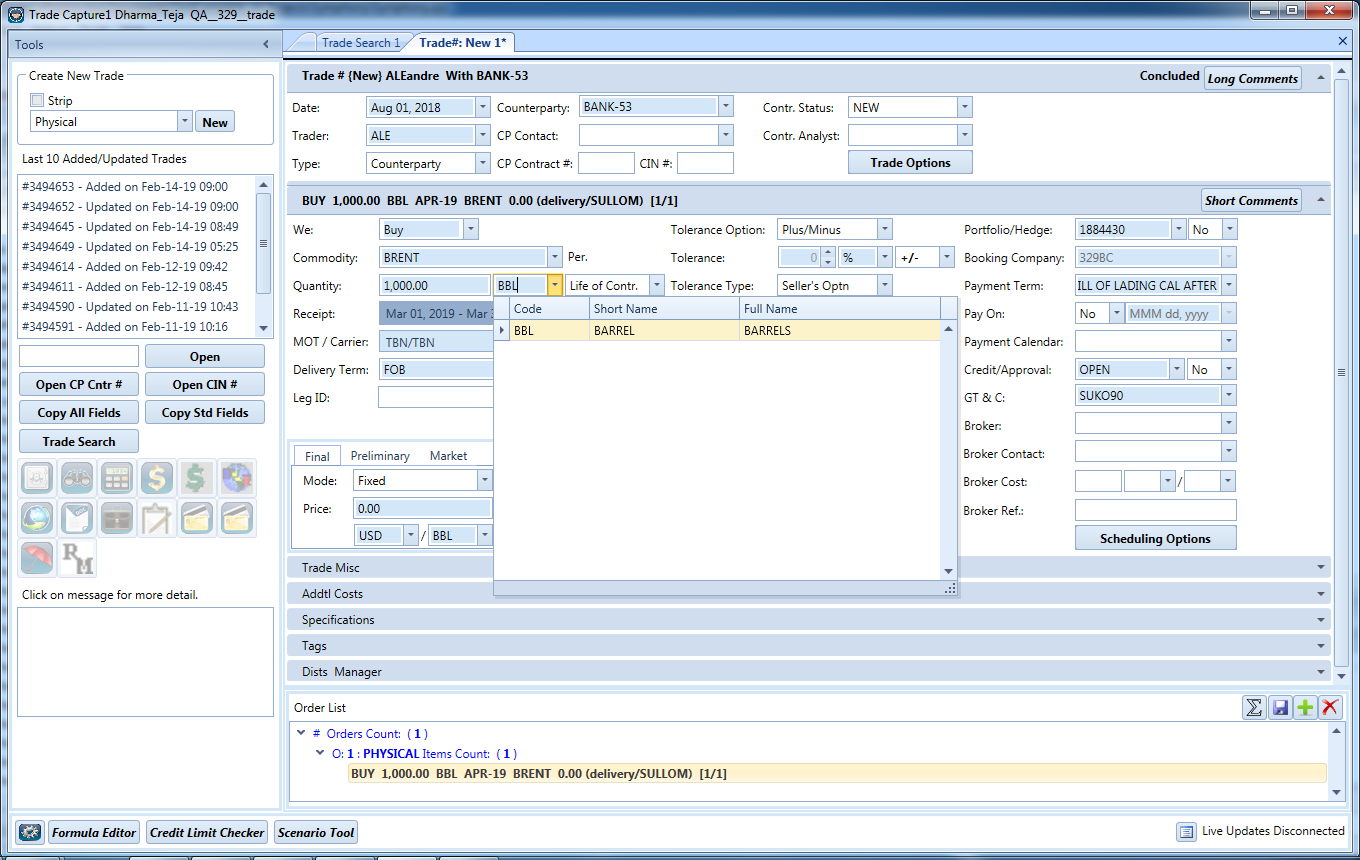 Trade Capture1 Dharma_Teja QA__329__trade
Tools
Create New Trade
Strip
Physical New
Last 10 Added/Updated Trades
#3494653 - Added on Feb-14-19 09:00
#3494652 - Updated on Feb-14-19 09:00
#3494645 - Updated on Feb-14-19 08:49
#3494649 - Updated on Feb-14-19 05:25
#3494614 - Added on Feb-12-19 09:42
#3494611 - Added on Feb-12-19 08:45
#3494590 - Updated on Feb-11-19 10:43
#3494591 - Added on Feb-11-19 10:16
Open
Open CP Cntr # Open CIN #
Copy All Fields Copy Std Fields
Trade Search
RM
Click on message for more detail.
Trade Search 1 Trade#: New 1*
Trade # {New} ALEandre With BANK-53 Concluded Long Comments
Date: Aug 01, 2018 Counterparty: BANK-53 Contr. Status: NEW
Trader: ALE CP Contact: Contr. Analyst:
Type: Counterparty CP Contract #: CIN #: Trade Options
BUY 1,000.00 BBL APR-19 BRENT 0.00 (delivery/SULLOM) [1/1] Short Comments
We: Buy Tolerance Option: Plus/Minus Portfolio/Hedge: 1884430 No
Commodity: BRENT Per. Tolerance: 0 % +/- Booking Company: 329BC
Quantity: 1,000.00 BBL Life of Contr. Tolerance Type: Seller's Optn Payment Term: ILL OF LADING CAL AFTER
Receipt: Mar 01, 2019 - Mar 3 Code Short Name Full Name Pay On: No MMM dd, yyyy
BBL BARREL BARRELS
MOT / Carrier: TBN/TBN Payment Calendar:
Delivery Term: FOB Credit/Approval: OPEN No
Leg ID: GT & C: SUKO90
Broker:
Final Preliminary Market Broker Contact:
Mode: Fixed Broker Cost: /
Price: 0.00 Broker Ref.:
USD / BBL Scheduling Options
Trade Misc
Addtl Costs
Specifications
Tags
Dists Manager
Order List
# Orders Count: ( 1 )
O: 1 : PHYSICAL Items Count: ( 1 )
BUY 1,000.00 BBL APR-19 BRENT 0.00 (delivery/SULLOM) [1/1]
Formula Editor Credit Limit Checker Scenario Tool Live Updates Disconnected